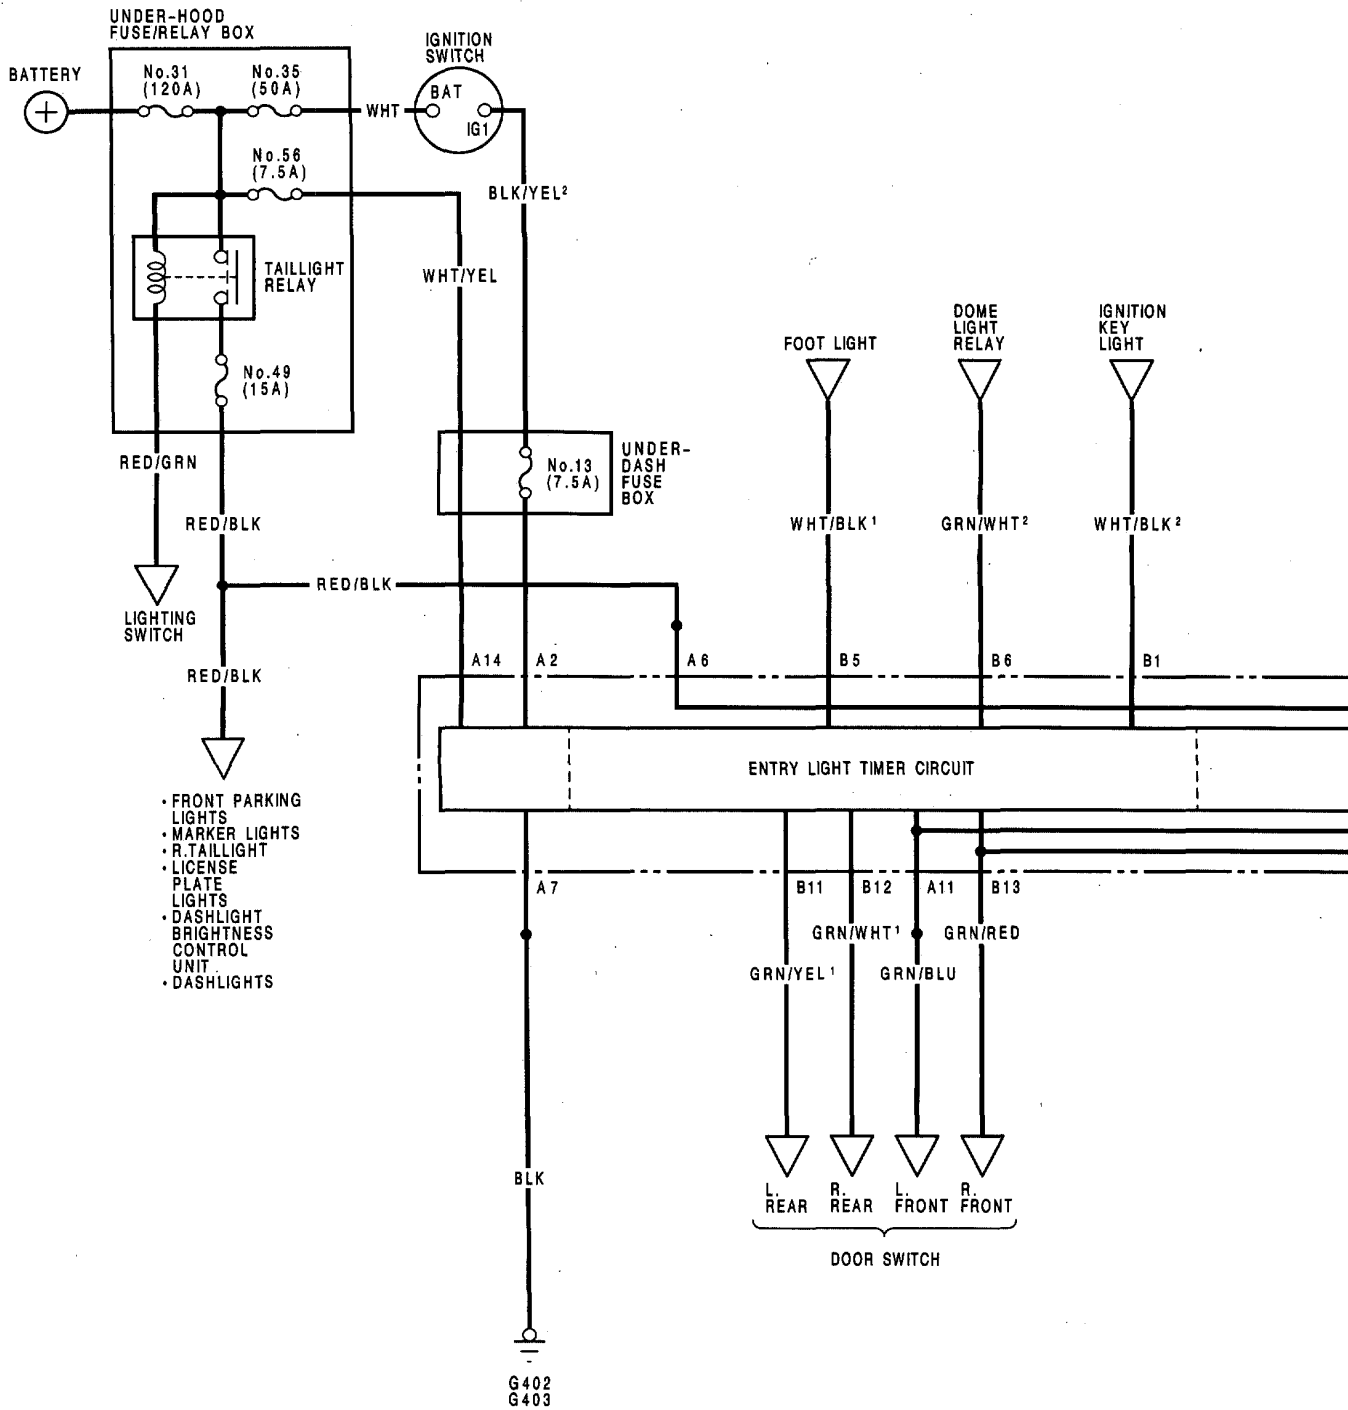 UNDER-HOOD
FUSE/RELAY BOX
IGNITION
SWITCH
BATTERY
No.31
(120A)
No.35
(50A)
BAT
WHT
IG1
No.56
(7.5A)
BLK/YEL²
WHT/YEL
TAILLIGHT
RELAY
DOME
LIGHT
RELAY
IGNITION
KEY
LIGHT
FOOT LIGHT
No.49
(15A)
RED/GRN
UNDER-
DASH
FUSE
BOX
No.13
(7.5A)
RED/BLK
WHT/BLK¹
GRN/WHT²
WHT/BLK²
RED/BLK
LIGHTING
SWITCH
RED/BLK
A14
A2
A6
B5
B6
B1
ENTRY LIGHT TIMER CIRCUIT
• FRONT PARKING
LIGHTS
• MARKER LIGHTS
• R.TAILLIGHT
• LICENSE
PLATE
LIGHTS
• DASHLIGHT
BRIGHTNESS
CONTROL
UNIT
• DASHLIGHTS
A7
B11
B12
A11
B13
GRN/WHT¹
GRN/RED
GRN/YEL¹
GRN/BLU
BLK
L.
REAR
R.
REAR
L.
FRONT
R.
FRONT
DOOR SWITCH
G402
G403